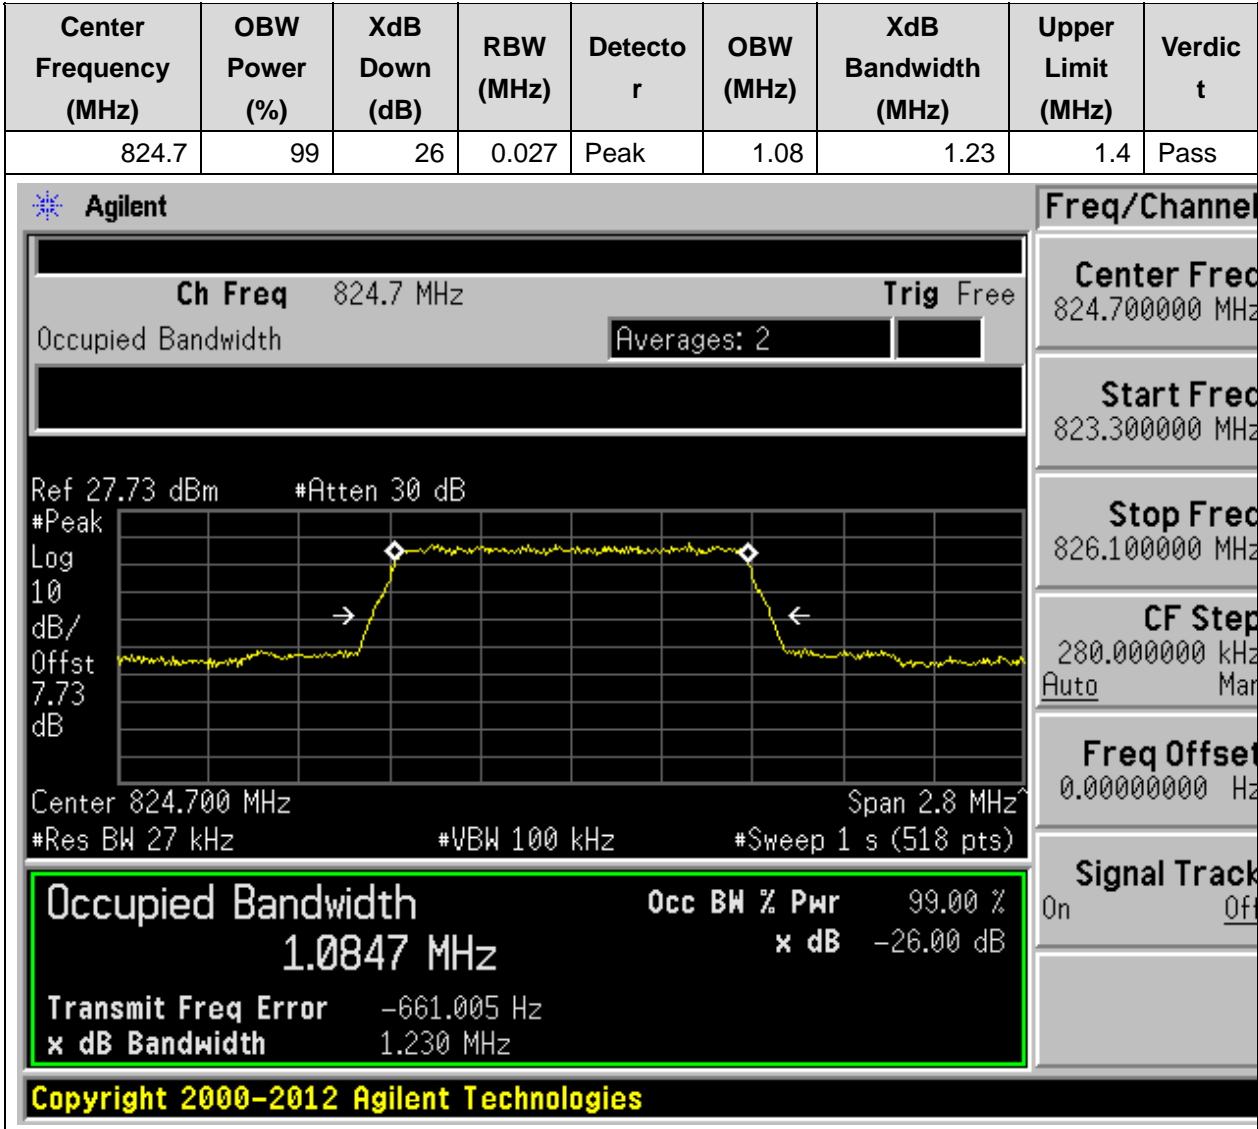 Center Frequency (MHz) OBW Power (%) XdB Down (dB) RBW (MHz) Detecto r OBW (MHz) XdB Bandwidth (MHz) Upper Limit (MHz) Verdic t
824.7 99 26 0.027 Peak 1.08 1.23 1.4 Pass
Agilent
Freq/Channel
Ch Freq 824.7 MHz Trig Free
Occupied Bandwidth Averages: 2
Ref 27.73 dBm #Atten 30 dB
#Peak
Log
10
dB/
Offst
7.73
dB
Center 824.700 MHz Span 2.8 MHz^
#Res BW 27 kHz #VBW 100 kHz #Sweep 1 s (518 pts)
Occupied Bandwidth
1.0847 MHz
Occ BW % Pwr 99.00 %
x dB -26.00 dB
Transmit Freq Error -661.005 Hz
x dB Bandwidth 1.230 MHz
Center Freq
824.700000 MHz
Start Freq
823.300000 MHz
Stop Freq
826.100000 MHz
CF Step
280.000000 kHz
Auto Man
Freq Offset
0.00000000 Hz
Signal Track
On Off
Copyright 2000-2012 Agilent Technologies